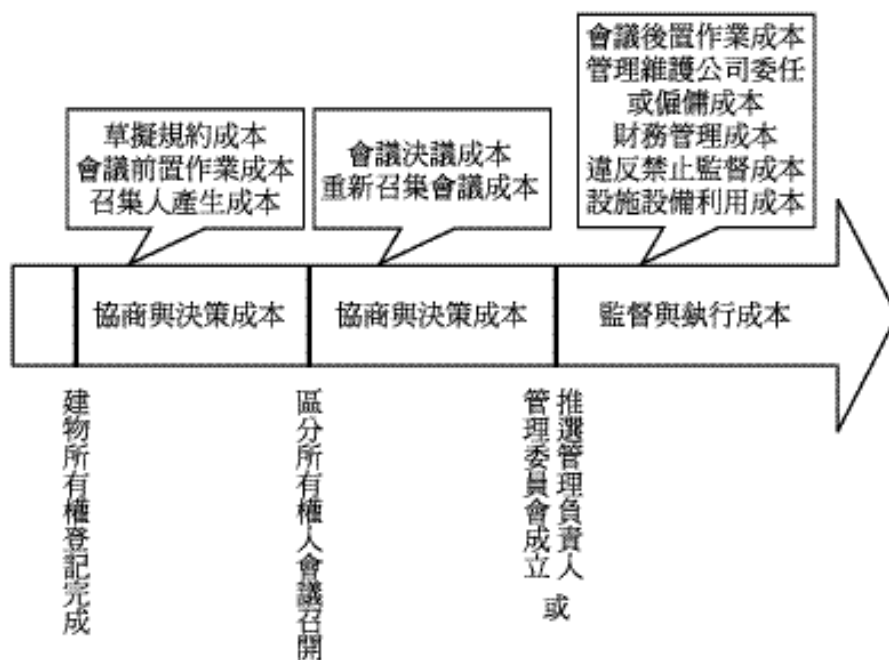 草擬規約成本
會議前置作業成本
召集人產生成本
會議決議成本
重新召集會議成本
會議後置作業成本
管理維護公司委任
或僱傭成本
財務管理成本
違反禁止監督成本
設施設備利用成本
協商與決策成本
協商與決策成本
監督與執行成本
建物所有權登記完成
區分所有權人會議召開
推選管理負責人或
管理委員會成立